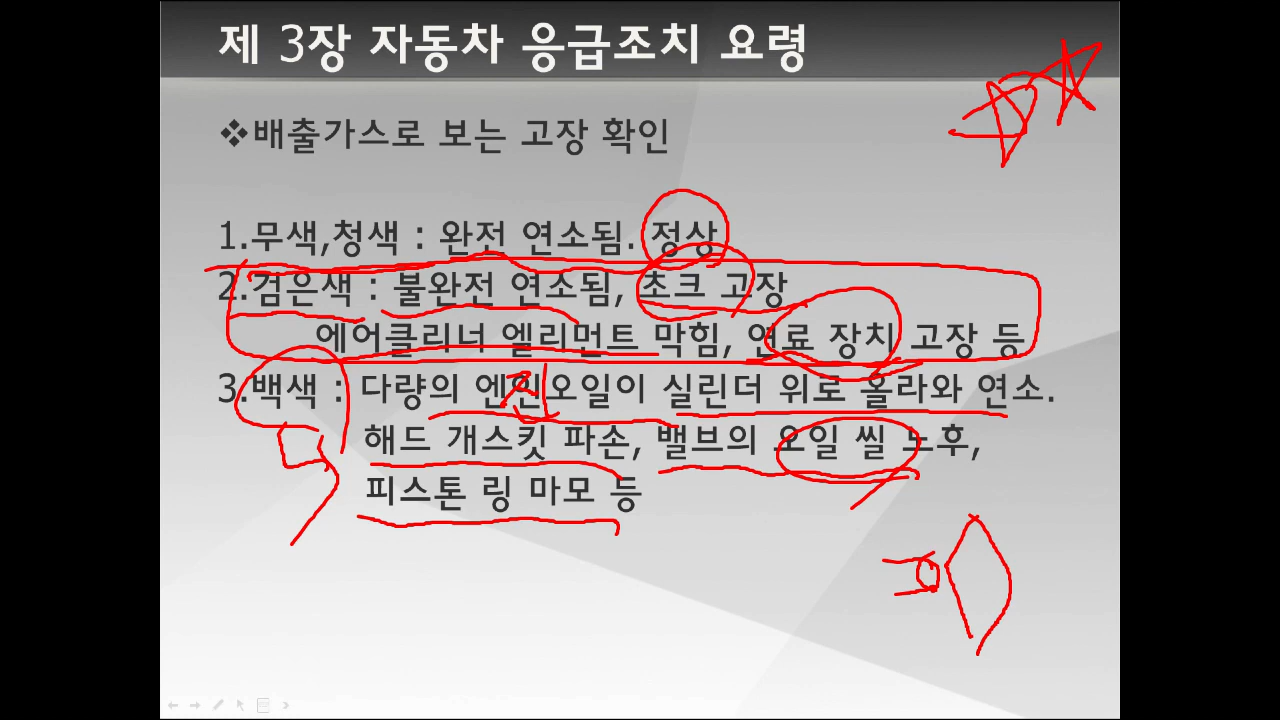 제 3장 자동차 응급조치 요령
❖배출가스로 보는 고장 확인
1.무색,청색 : 완전 연소됨. 정상
2.검은색 : 불완전 연소됨, 초크 고장
에어클리너 엘리먼트 막힘, 연료 장치 고장 등
3.백색 : 다량의 엔진오일이 실린더 위로 올라와 연소.
해드 개스킷 파손, 밸브의 오일 씰 노후,
피스톤 링 마모 등